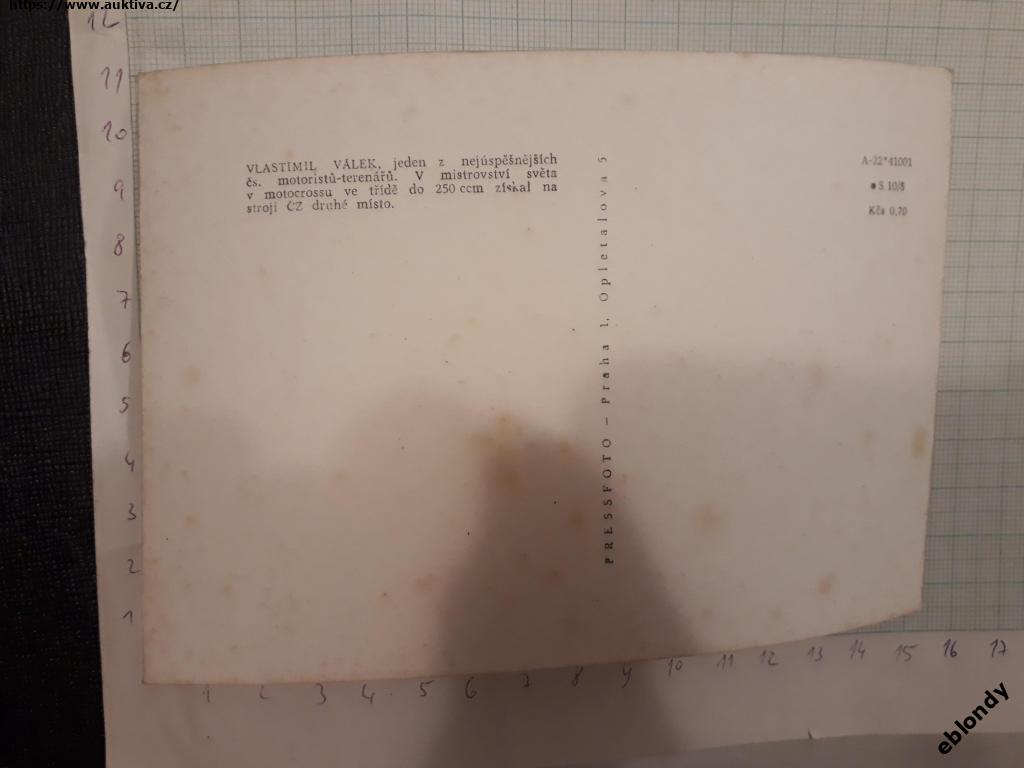 https://www.auktiva.cz/
12
11
10
9
8
7
6
5
4
3
2
1
VLASTIMIL VÁLEK, jeden z nejúspěšnějších
čs. motoristů-terenářů. V mistrovství světa
v motocrossu ve třídě do 250 ccm získal na
stroji ČZ druhé místo.
PRESSFOTO – Praha 1, Opletalova 5
A-22*41001
● S 10/8
Kčs 0,70
1 2 3 4 5 6 7 8 9 10 11 12 13 14 15 16 17
eblondy